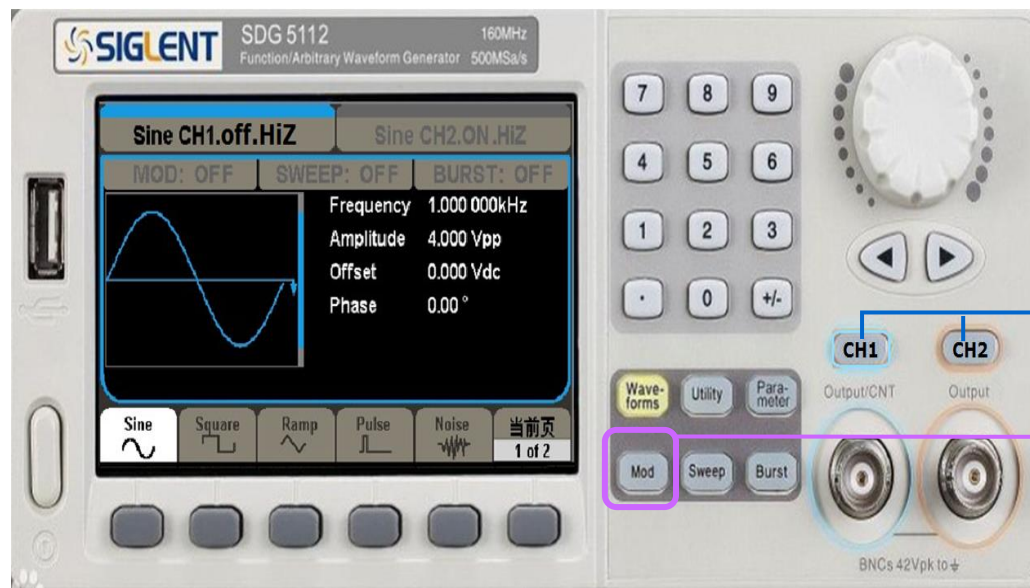 SIGLENT
SDG 5112
160MHz
Function/Arbitrary Waveform Generator 500MSa/s
Sine CH1.off.HiZ
Sine CH2.ON.HiZ
MOD: OFF
SWEEP: OFF
BURST: OFF
Frequency 1.000 000kHz
Amplitude 4.000 Vpp
Offset 0.000 Vdc
Phase 0.00 °
Sine
Square
Ramp
Pulse
Noise
当前页
1 of 2
7 8 9
4 5 6
1 2 3
· 0 +/-
Wave-
forms
Utility
Para-
meter
Mod
Sweep
Burst
CH1
CH2
Output/CNT
Output
BNCs 42Vpk to